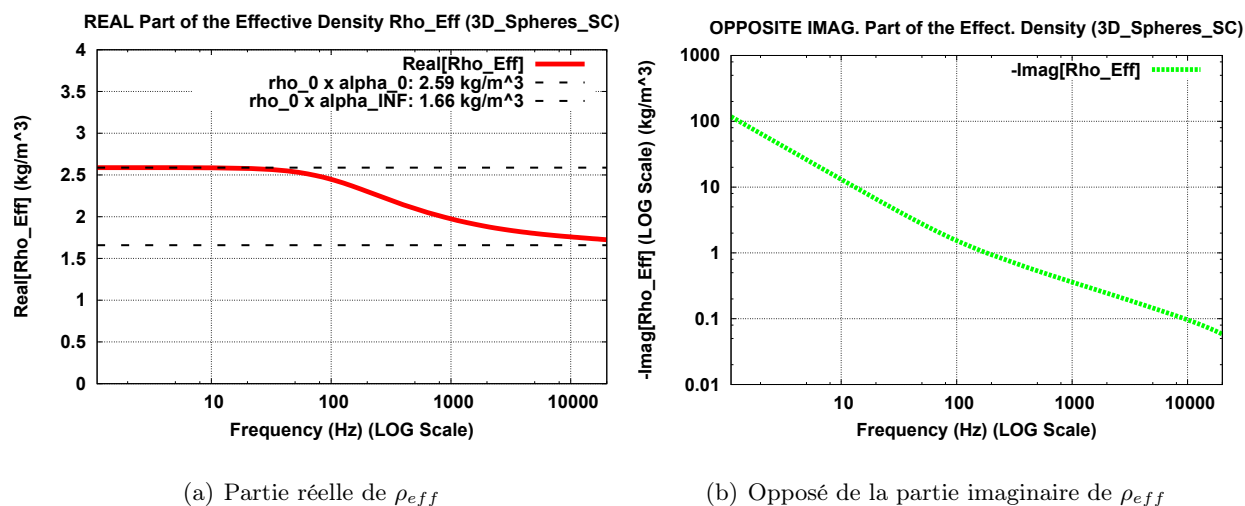 REAL Part of the Effective Density Rho_Eff (3D_Spheres_SC)
Real[Rho_Eff]
rho_0 x alpha_0: 2.59 kg/m^3
rho_0 x alpha_INF: 1.66 kg/m^3
Real[Rho_Eff] (kg/m^3)
4
3.5
3
2.5
2
1.5
1
0.5
0
10 100 1000 10000
Frequency (Hz) (LOG Scale)
(a) Partie réelle de ρ_eff
OPPOSITE IMAG. Part of the Effect. Density (3D_Spheres_SC)
-Imag[Rho_Eff]
-Imag[Rho_Eff] (LOG Scale) (kg/m^3)
1000
100
10
1
0.1
0.01
10 100 1000 10000
Frequency (Hz) (LOG Scale)
(b) Opposé de la partie imaginaire de ρ_eff